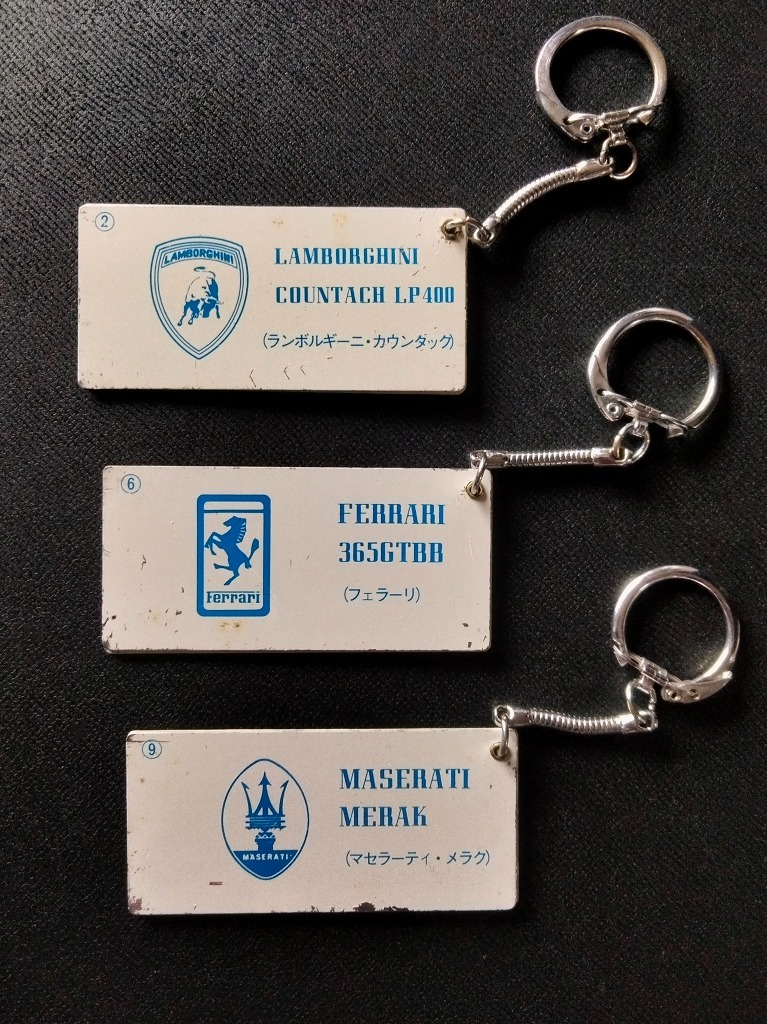 ②
LAMBORGHINI
LAMBORGHINI
COUNTACH LP400
(ランボルギーニ・カウンタック)
⑥
Ferrari
FERRARI
365GTBB
(フェラーリ)
⑨
MASERATI
MASERATI
MERAK
(マセラーティ・メラク)